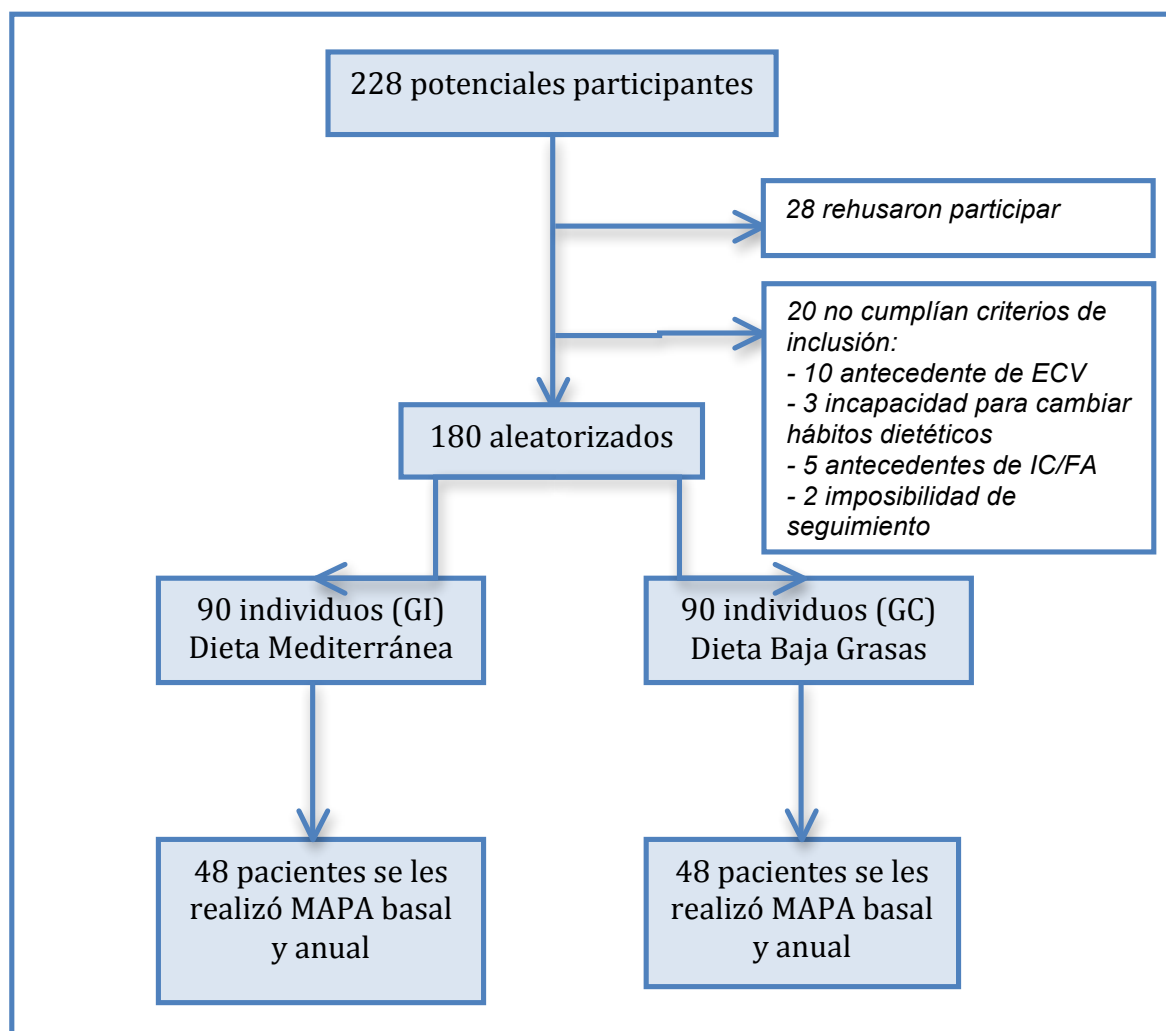 228 potenciales participantes
28 rehusaron participar
20 no cumplían criterios de
inclusión:
- 10 antecedente de ECV
- 3 incapacidad para cambiar
hábitos dietéticos
- 5 antecedentes de IC/FA
- 2 imposibilidad de
seguimiento
180 aleatorizados
90 individuos (GI)
Dieta Mediterránea
90 individuos (GC)
Dieta Baja Grasas
48 pacientes se les
realizó MAPA basal
y anual
48 pacientes se les
realizó MAPA basal
y anual